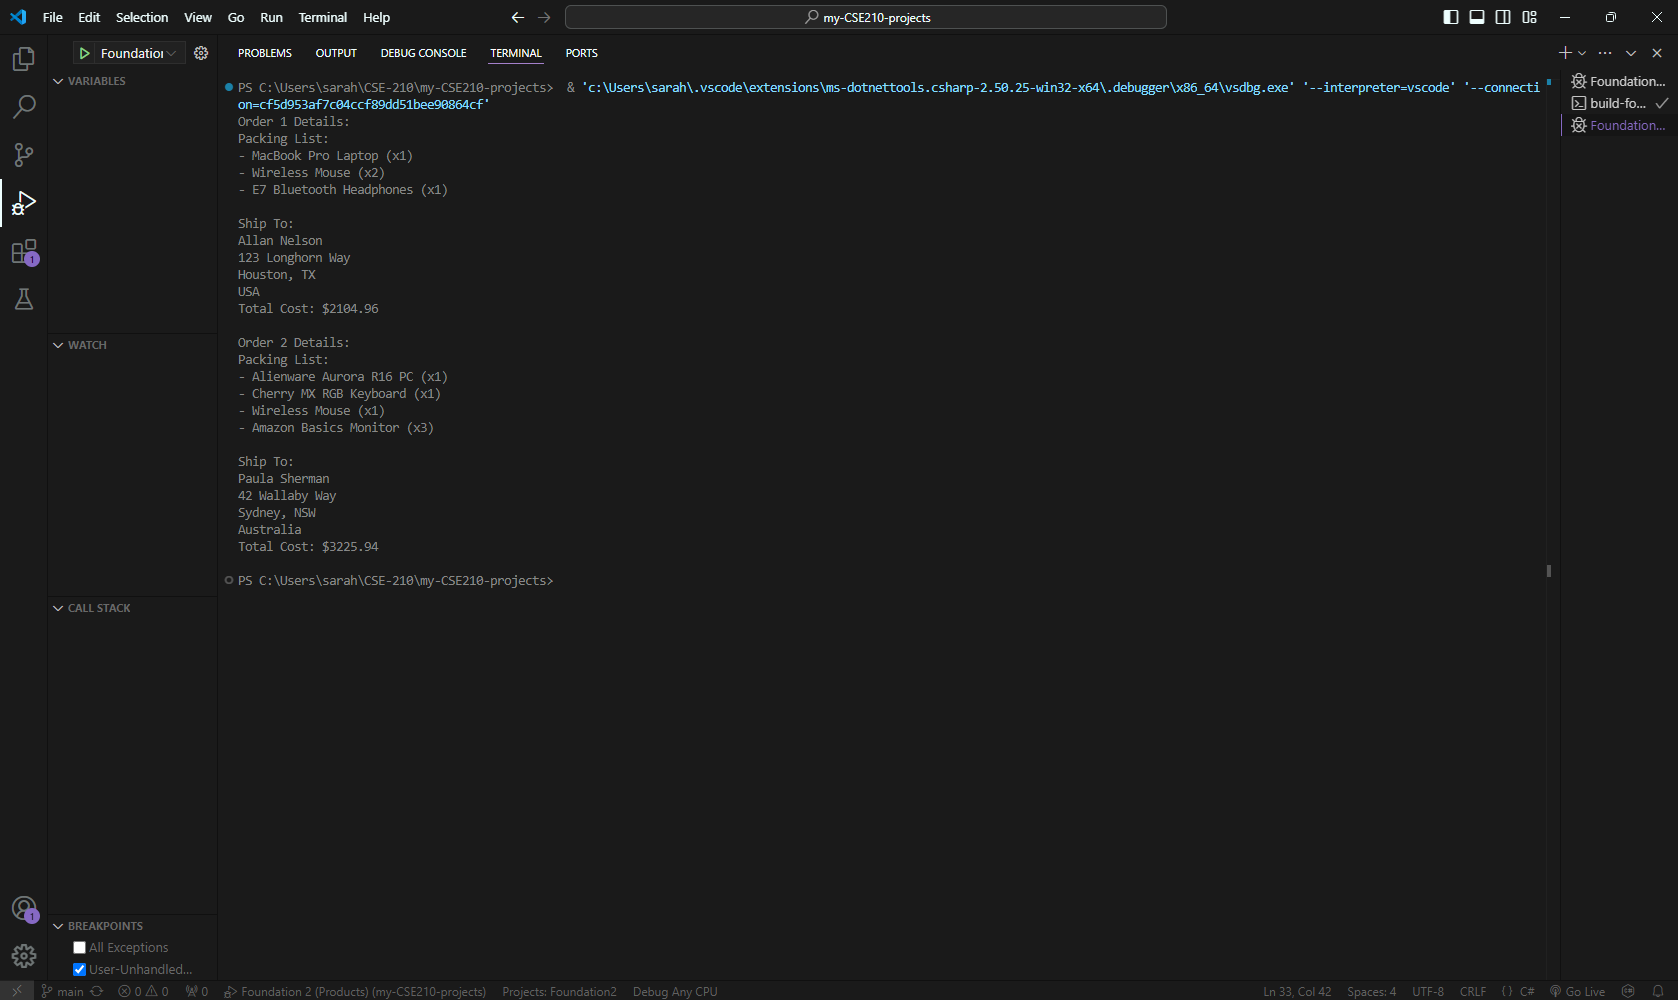 File Edit Selection View Go Run Terminal Help
my-CSE210-projects
Foundation
PROBLEMS OUTPUT DEBUG CONSOLE TERMINAL PORTS
VARIABLES
PS C:\Users\sarah\CSE-210\my-CSE210-projects>  & 'c:\Users\sarah\.vscode\extensions\ms-dotnettools.csharp-2.50.25-win32-x64\.debugger\x86_64\vsdbg.exe' '--interpreter=vscode' '--connecti
on=cf5d953af7c04ccf89dd51bee90864cf'
Order 1 Details:
Packing List:
- MacBook Pro Laptop (x1)
- Wireless Mouse (x2)
- E7 Bluetooth Headphones (x1)
Ship To:
Allan Nelson
123 Longhorn Way
Houston, TX
USA
Total Cost: $2104.96
Order 2 Details:
Packing List:
- Alienware Aurora R16 PC (x1)
- Cherry MX RGB Keyboard (x1)
- Wireless Mouse (x1)
- Amazon Basics Monitor (x3)
Ship To:
Paula Sherman
42 Wallaby Way
Sydney, NSW
Australia
Total Cost: $3225.94
PS C:\Users\sarah\CSE-210\my-CSE210-projects>
Foundation...
build-fo...
Foundation...
WATCH
CALL STACK
BREAKPOINTS
All Exceptions
User-Unhandled...
1
1
main 0 0 0 Foundation 2 (Products) (my-CSE210-projects) Projects: Foundation2 Debug Any CPU
Ln 33, Col 42 Spaces: 4 UTF-8 CRLF {} C# Go Live